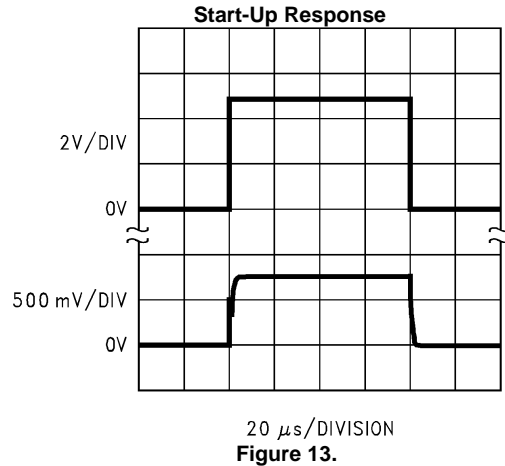 Start-Up Response
2V/DIV
0V
500 mV/DIV
0V
20 μs/DIVISION
Figure 13.